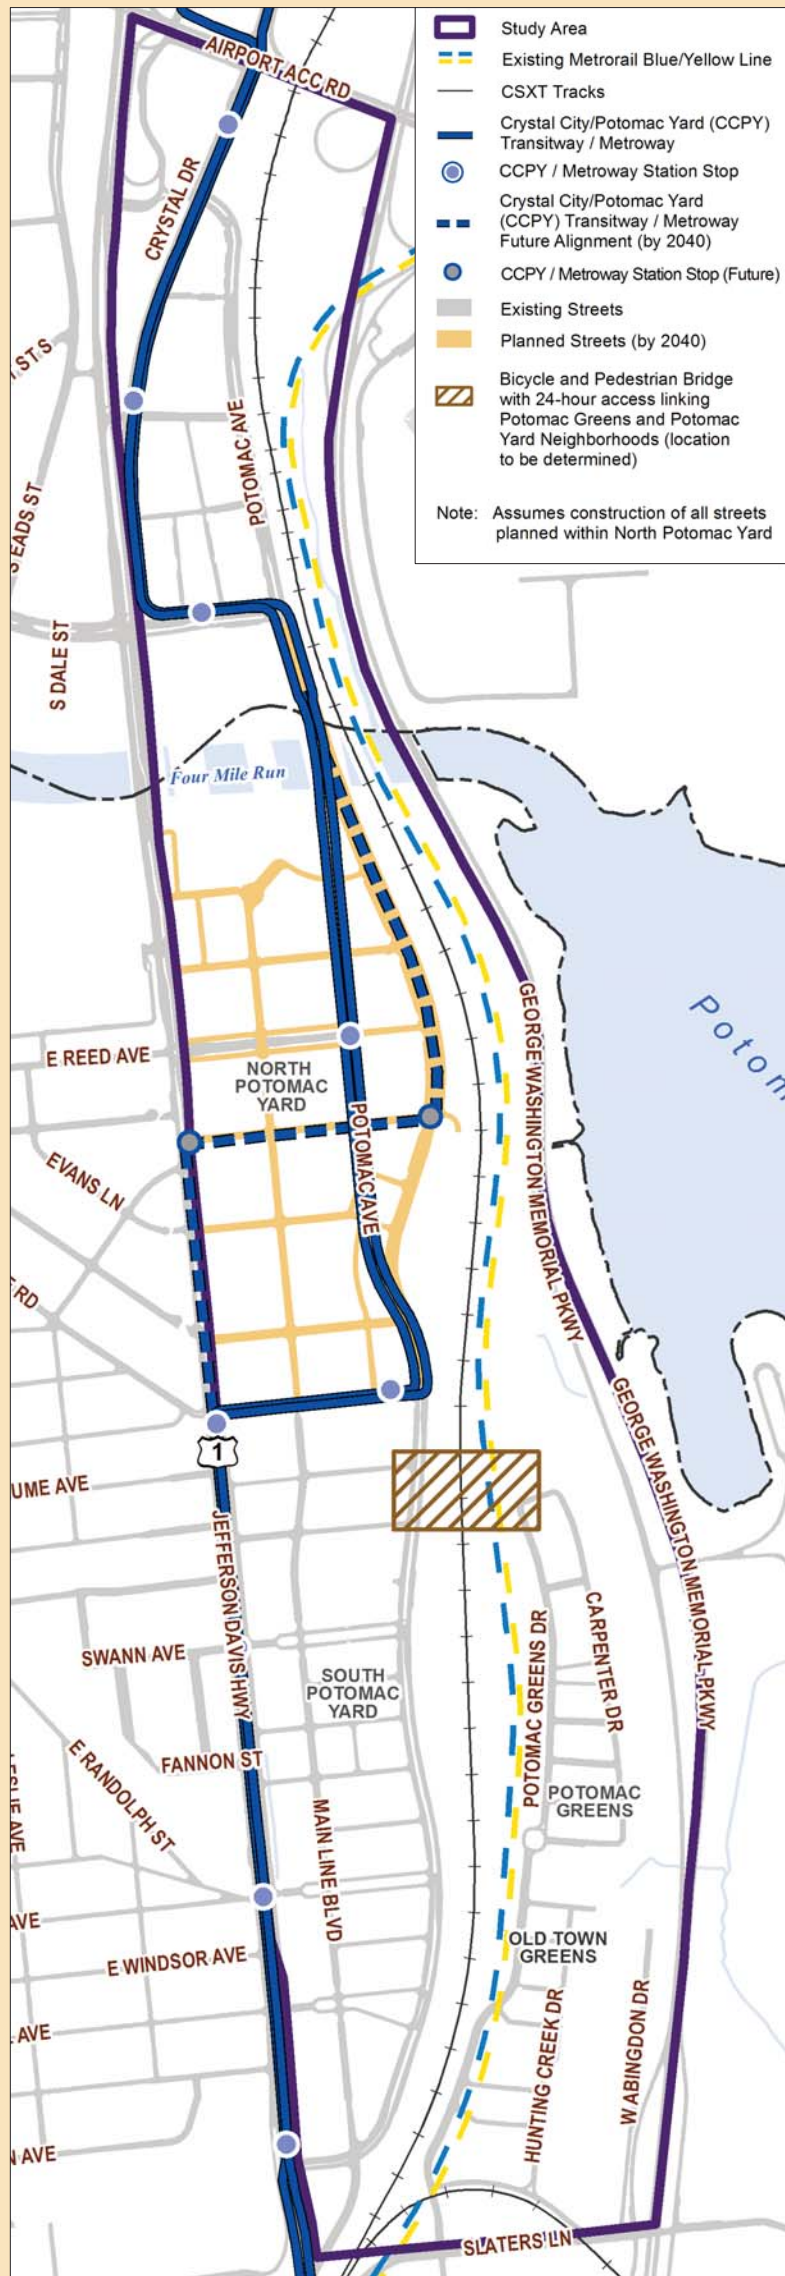 Study Area
Existing Metrorail Blue/Yellow Line
CSXT Tracks
Crystal City/Potomac Yard (CCPY)
Transitway / Metroway
CCPY / Metroway Station Stop
Crystal City/Potomac Yard
(CCPY) Transitway / Metroway
Future Alignment (by 2040)
CCPY / Metroway Station Stop (Future)
Existing Streets
Planned Streets (by 2040)
Bicycle and Pedestrian Bridge
with 24-hour access linking
Potomac Greens and Potomac
Yard Neighborhoods (location
to be determined)
Note: Assumes construction of all streets
planned within North Potomac Yard
AIRPORT ACC RD
CRYSTAL DR
ST S
POTOMAC AVE
S EADS ST
S DALE ST
Four Mile Run
GEORGE WASHINGTON MEMORIAL PKWY
Potom
E REED AVE
NORTH
POTOMAC
YARD
POTOMAC AVE
EVANS LN
RD
1
GEORGE WASHINGTON MEMORIAL PKWY
UME AVE
JEFFERSON DAVIS HWY
SWANN AVE
SOUTH
POTOMAC
YARD
POTOMAC GREENS DR
CARPENTER DR
FANNON ST
E RANDOLPH ST
LESLIE AVE
POTOMAC
GREENS
MAIN LINE BLVD
AVE
OLD TOWN
GREENS
E WINDSOR AVE
AVE
HUNTING CREEK DR
W ABINGDON DR
N AVE
SLATERS LN